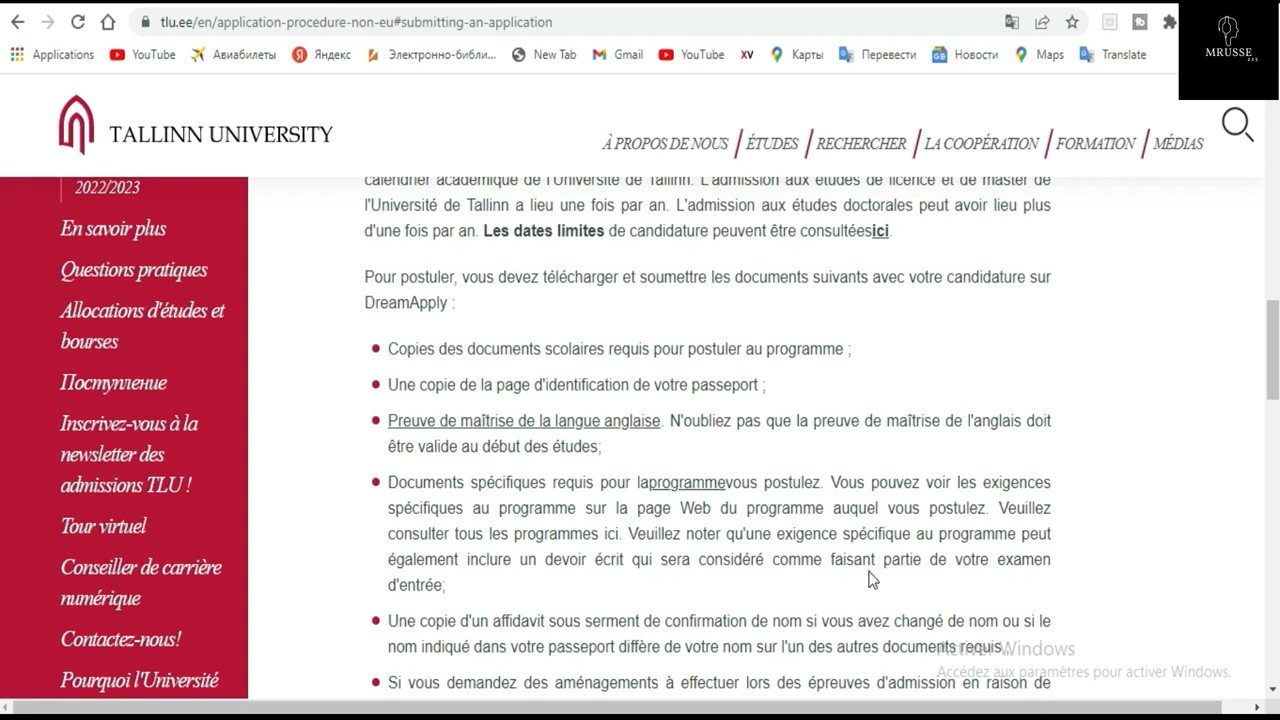 tlu.ee/en/application-procedure-non-eu#submitting-an-application
Applications YouTube Авиабилеты Яндекс Электронно-библи... New Tab Gmail YouTube XV Карты Перевести Новости Maps Translate
MRUSSE
225
TALLINN UNIVERSITY
À PROPOS DE NOUS ÉTUDES RECHERCHER LA COOPÉRATION FORMATION MÉDIAS
2022/2023
En savoir plus
Questions pratiques
Allocations d'études et
bourses
Поступление
Inscrivez-vous à la
newsletter des
admissions TLU !
Tour virtuel
Conseiller de carrière
numérique
Contactez-nous!
Pourquoi l'Université
calendrier académique de l'Université de Tallinn. L'admission aux études de licence et de master de
l'Université de Tallinn a lieu une fois par an. L'admission aux études doctorales peut avoir lieu plus
d'une fois par an. Les dates limites de candidature peuvent être consultéesici.
Pour postuler, vous devez télécharger et soumettre les documents suivants avec votre candidature sur
DreamApply :
Copies des documents scolaires requis pour postuler au programme ;
Une copie de la page d'identification de votre passeport ;
Preuve de maîtrise de la langue anglaise. N'oubliez pas que la preuve de maîtrise de l'anglais doit
être valide au début des études;
Documents spécifiques requis pour laprogrammevous postulez. Vous pouvez voir les exigences
spécifiques au programme sur la page Web du programme auquel vous postulez. Veuillez
consulter tous les programmes ici. Veuillez noter qu'une exigence spécifique au programme peut
également inclure un devoir écrit qui sera considéré comme faisant partie de votre examen
d'entrée;
Une copie d'un affidavit sous serment de confirmation de nom si vous avez changé de nom ou si le
nom indiqué dans votre passeport diffère de votre nom sur l'un des autres documents requis.
Si vous demandez des aménagements à effectuer lors des épreuves d'admission en raison de
Activer Windows
Accédez aux paramètres pour activer Windows.